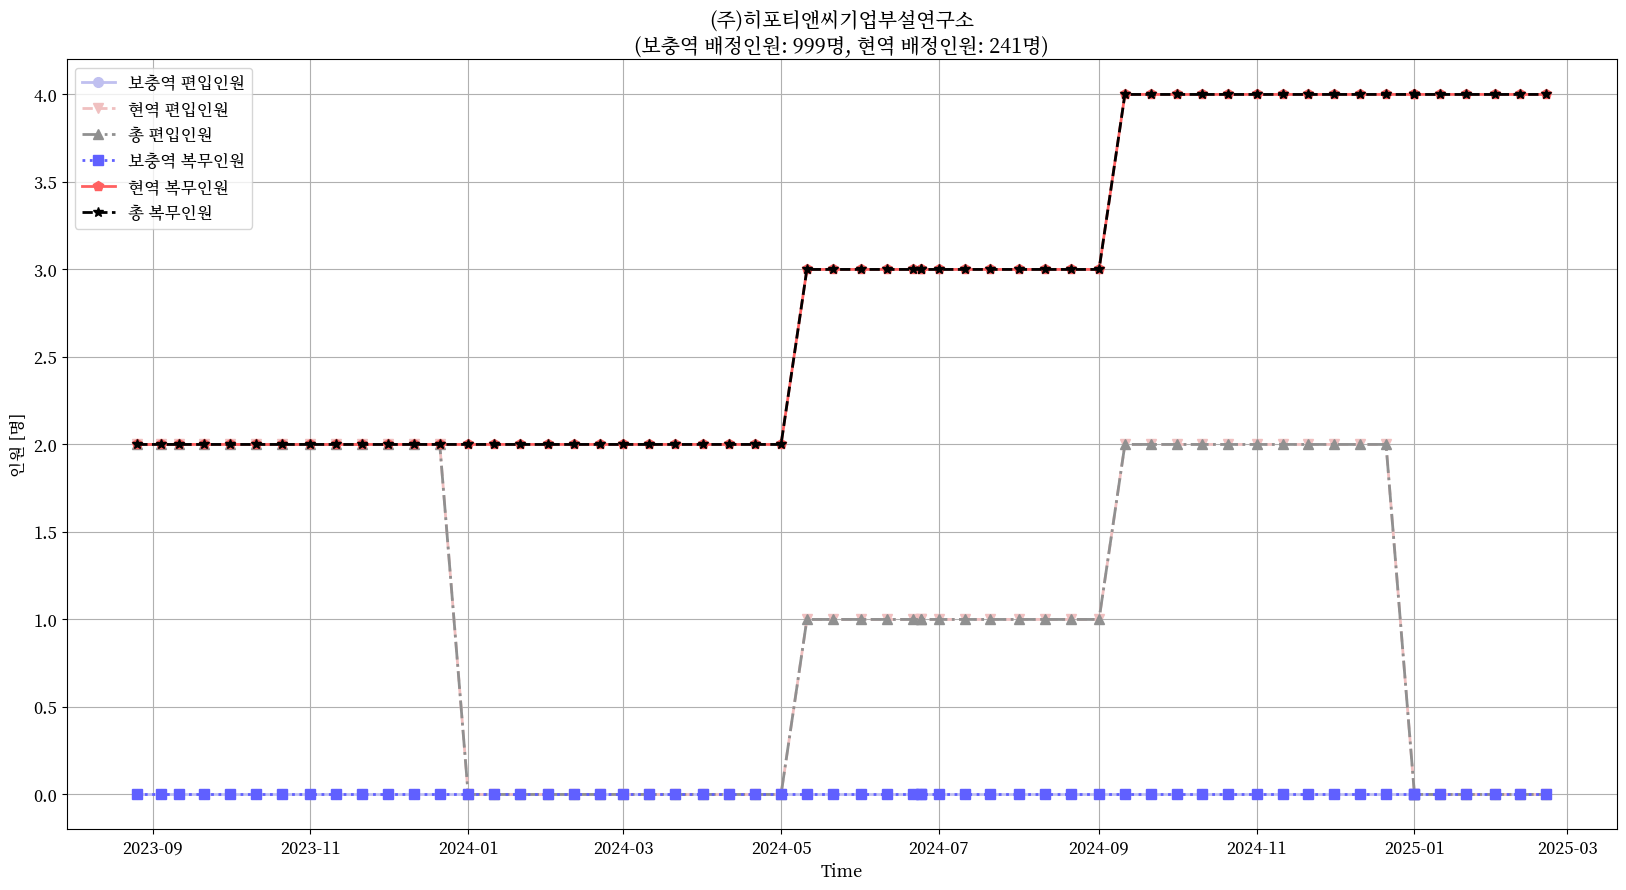 (주)히포티앤씨기업부설연구소
(보충역 배정인원: 999명, 현역 배정인원: 241명)
보충역 편입인원
현역 편입인원
총 편입인원
보충역 복무인원
현역 복무인원
총 복무인원
4.0
3.5
3.0
2.5
2.0
1.5
1.0
0.5
0.0
인원 [명]
2023-09
2023-11
2024-01
2024-03
2024-05
2024-07
2024-09
2024-11
2025-01
2025-03
Time